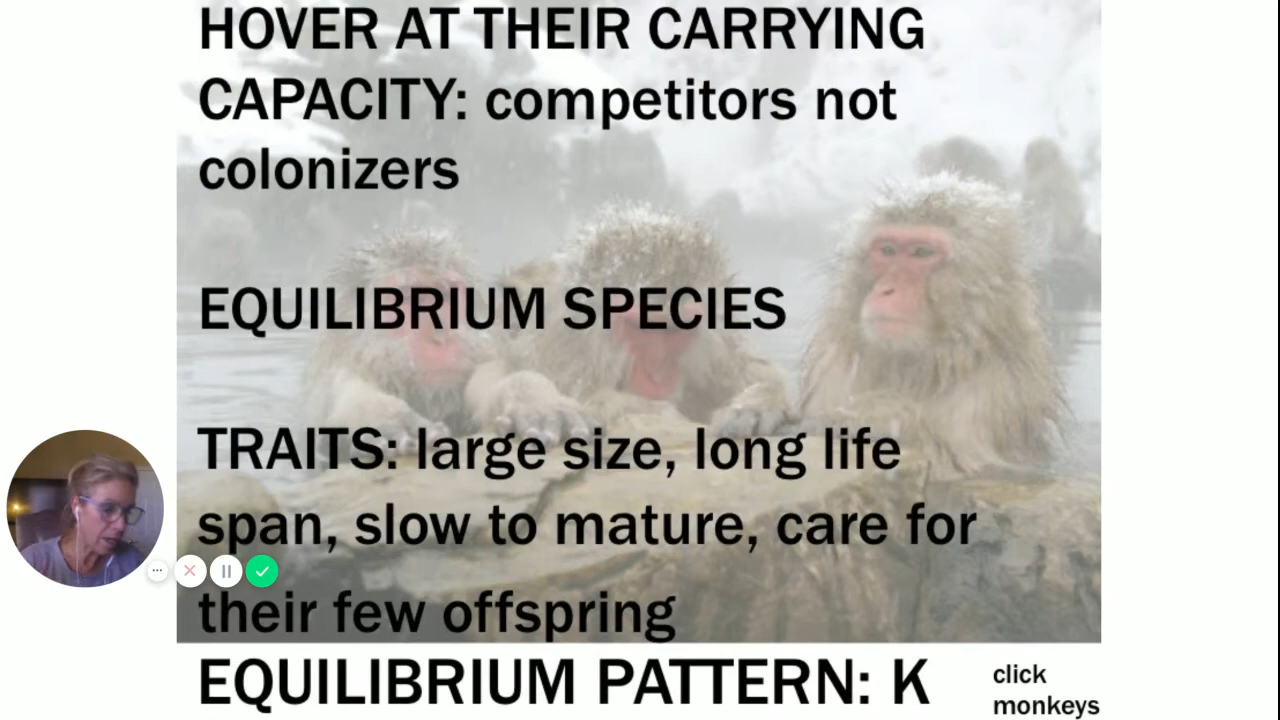 HOVER AT THEIR CARRYING
CAPACITY: competitors not
colonizers
EQUILIBRIUM SPECIES
TRAITS: large size, long life
span, slow to mature, care for
their few offspring
EQUILIBRIUM PATTERN: K
click
monkeys